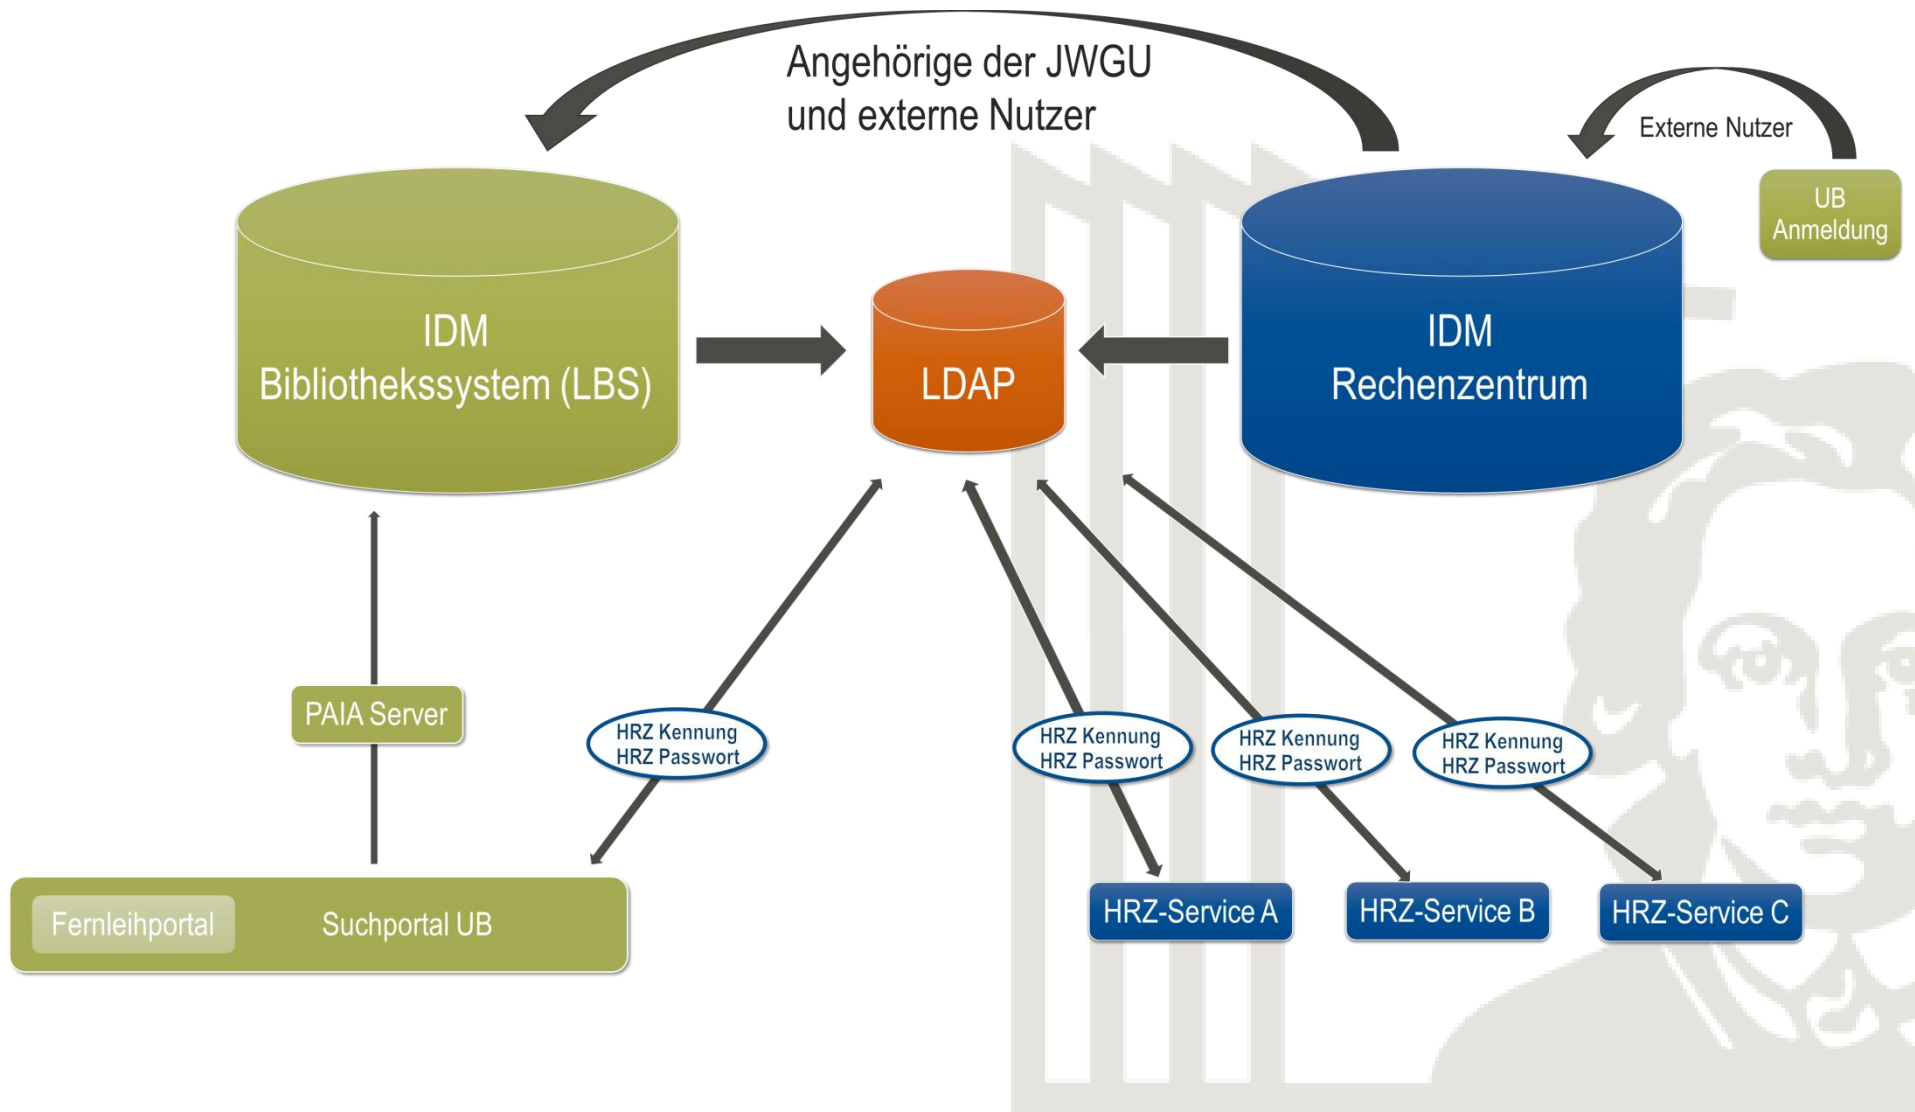 Angehörige der JWGU
und externe Nutzer
Externe Nutzer
UB
Anmeldung
IDM
Bibliothekssystem (LBS)
LDAP
IDM
Rechenzentrum
PAIA Server
HRZ Kennung
HRZ Passwort
HRZ Kennung
HRZ Passwort
HRZ Kennung
HRZ Passwort
HRZ Kennung
HRZ Passwort
Fernleihportal
Suchportal UB
HRZ-Service A
HRZ-Service B
HRZ-Service C